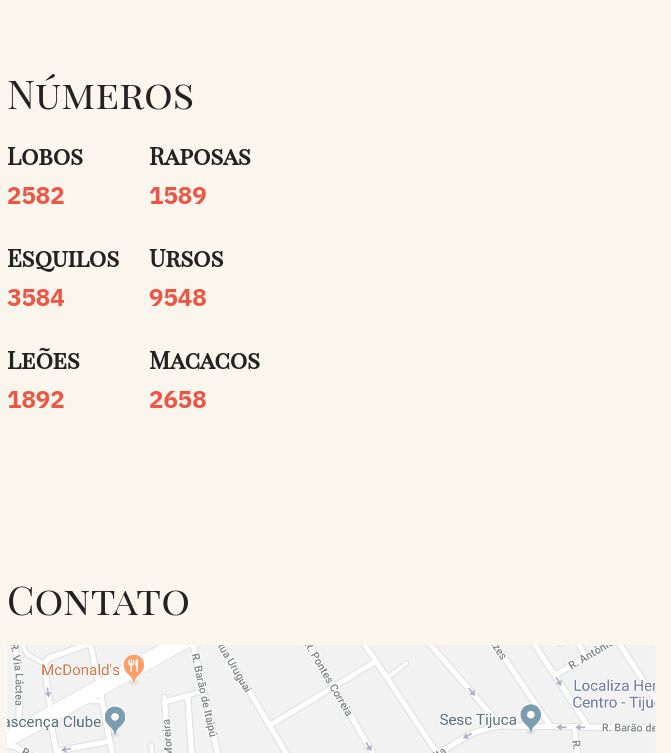 Números
Lobos Raposas
2582 1589
Esquilos Ursos
3584 9548
Leões Macacos
1892 2658
Contato
R. Via Láctea
McDonald's
ascença Clube
R. Barão de Itaipú
Moreira
Rua Uruguai
R. Pontes Correia
R. Antônio
Localiza Her
Centro - Tiju
Sesc Tijuca
R. Barão de
R.